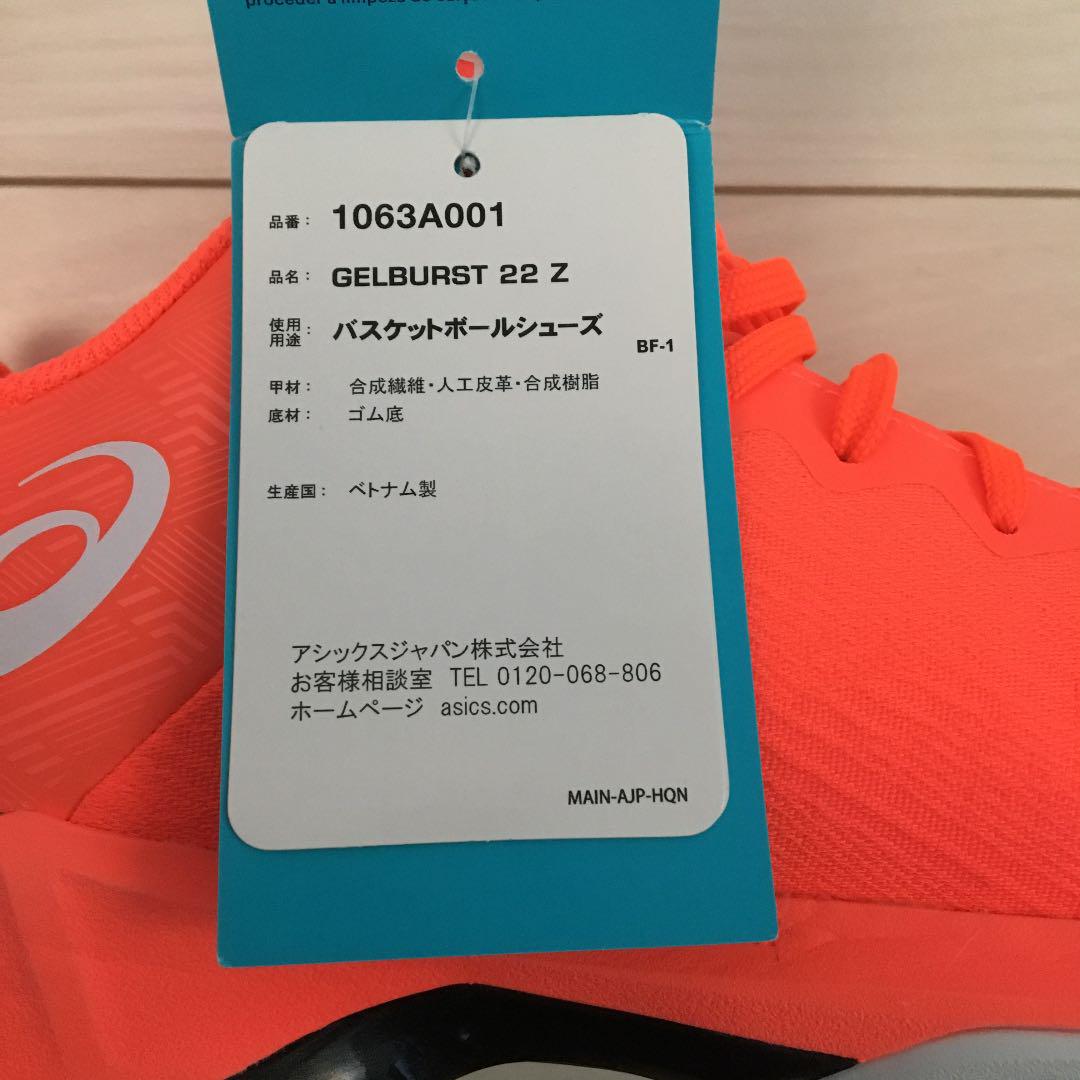 品番： 1063A001
品名： GELBURST 22 Z
使用用途： バスケットボールシューズ
BF-1
甲材： 合成繊維・人工皮革・合成樹脂
底材： ゴム底
生産国： ベトナム製
アシックスジャパン株式会社
お客様相談室 TEL 0120-068-806
ホームページ asics.com
MAIN-AJP-HQN